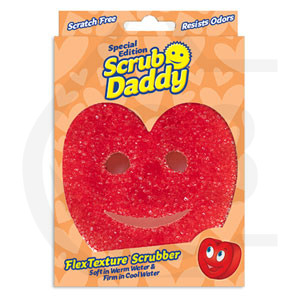 Scratch Free
Resists Odors
Special
Edition
Scrub
Daddy
FlexTexture Scrubber
Soft in Warm Water &
Firm in Cool Water